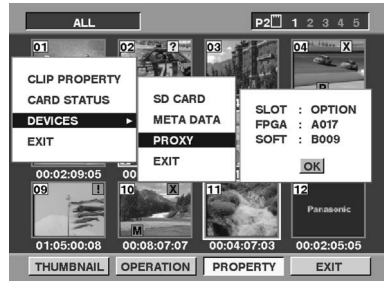 ALL
P2 1 2 3 4 5
01 02 ? 03 04 X
CLIP PROPERTY
CARD STATUS
DEVICES
EXIT
SD CARD
META DATA
PROXY
EXIT
SLOT : OPTION
FPGA : A017
SOFT : B009
OK
00:02:09:05 00
09 ! 10 X 11 12
M
Panasonic
01:05:00:08 00:08:07:07 00:04:07:03 00:02:05:05
THUMBNAIL OPERATION PROPERTY EXIT